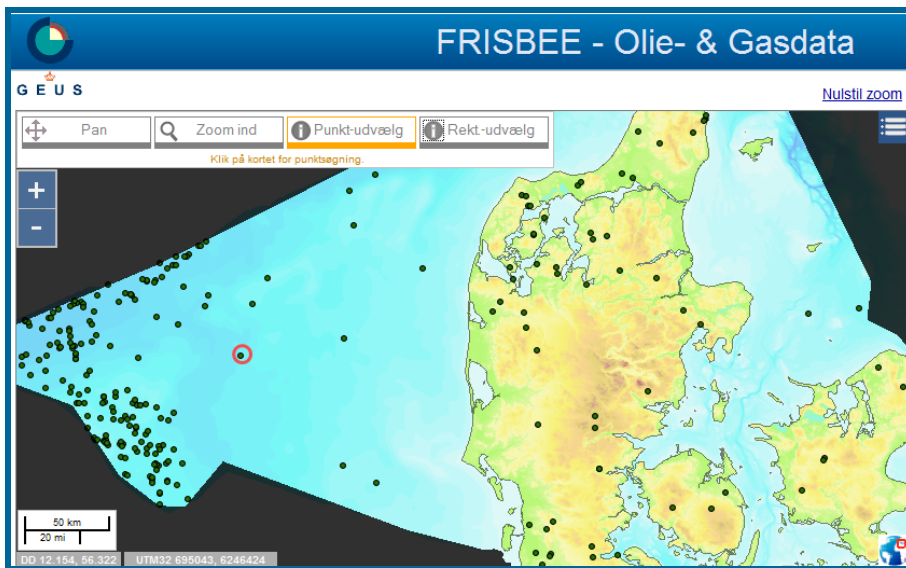 FRISBEE - Olie- & Gasdata
G E U S
Nulstil zoom
Pan
Zoom ind
Punkt-udvælg
Rekt.-udvælg
Klik på kortet for punktsøgning.
+
-
50 km
20 mi
DD 12.154, 56.322
UTM32 695043, 6246424